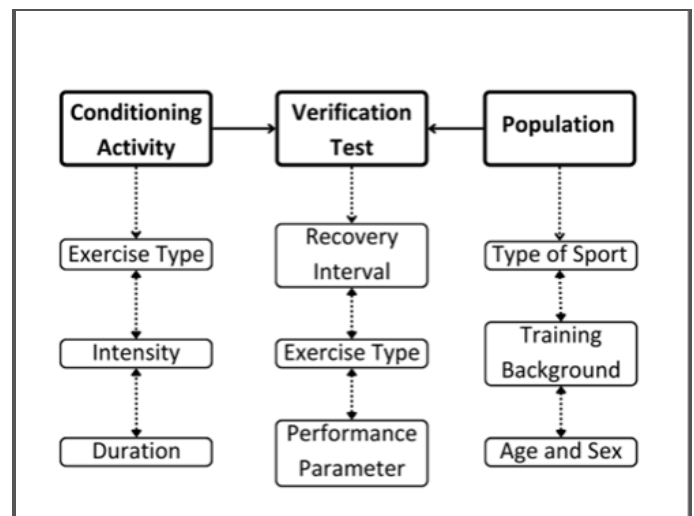 Conditioning
Activity
Verification
Test
Population
Exercise Type
Intensity
Duration
Recovery
Interval
Exercise Type
Performance
Parameter
Type of Sport
Training
Background
Age and Sex